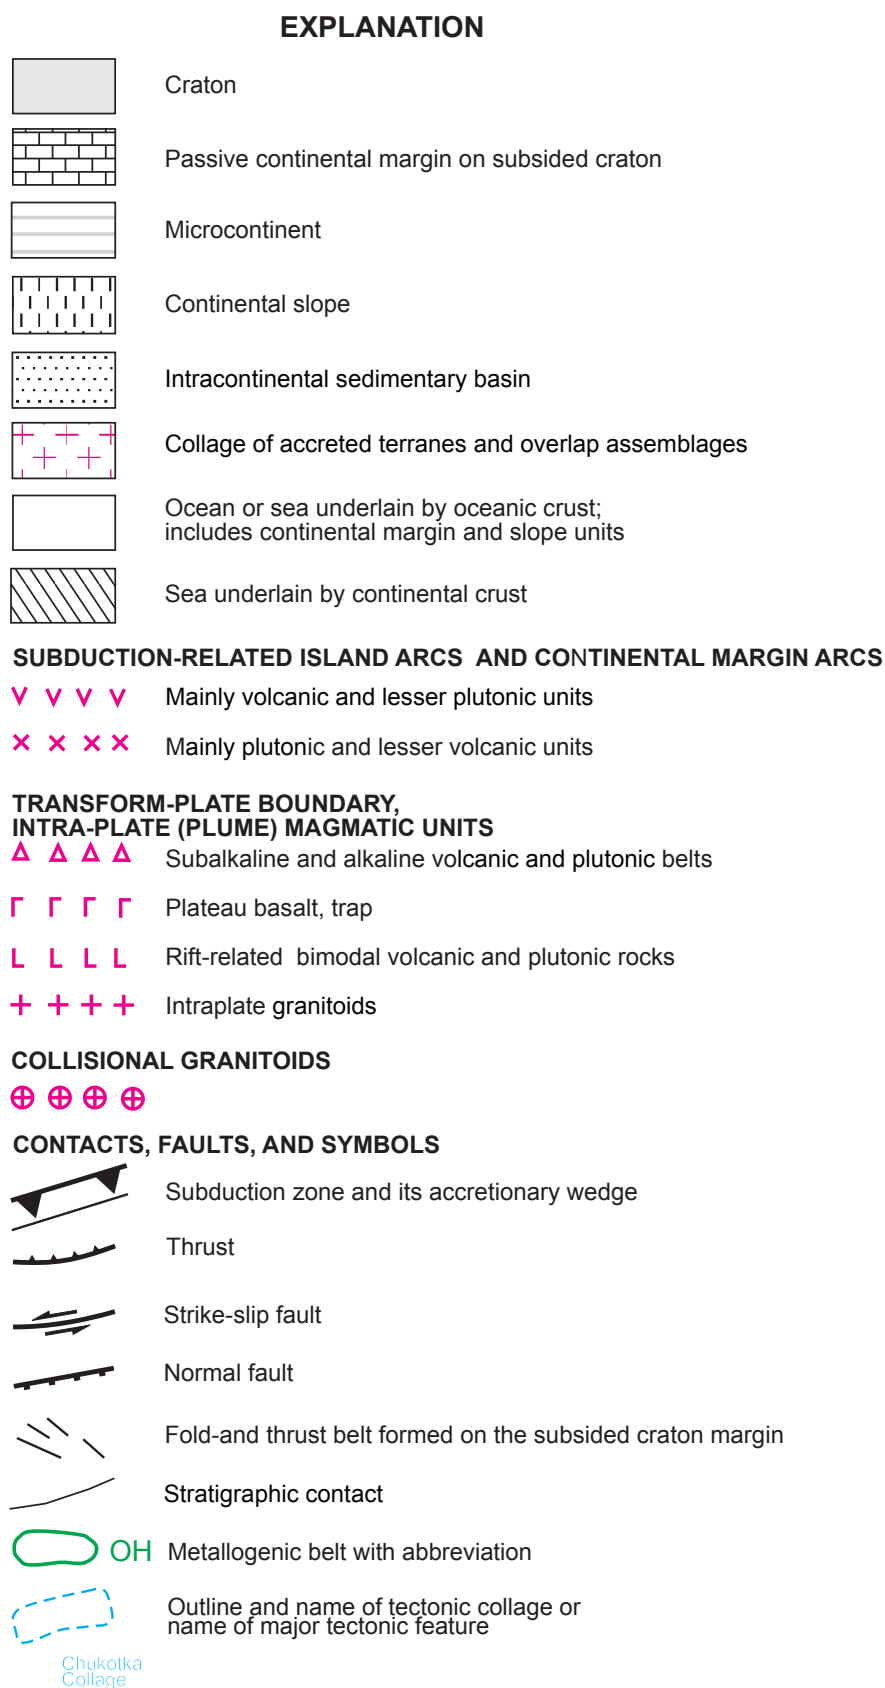 EXPLANATION
Craton
Passive continental margin on subsided craton
Microcontinent
Continental slope
Intracontinental sedimentary basin
Collage of accreted terranes and overlap assemblages
Ocean or sea underlain by oceanic crust;
includes continental margin and slope units
Sea underlain by continental crust
SUBDUCTION-RELATED ISLAND ARCS AND CONTINENTAL MARGIN ARCS
Mainly volcanic and lesser plutonic units
Mainly plutonic and lesser volcanic units
TRANSFORM-PLATE BOUNDARY,
INTRA-PLATE (PLUME) MAGMATIC UNITS
Subalkaline and alkaline volcanic and plutonic belts
Plateau basalt, trap
Rift-related bimodal volcanic and plutonic rocks
Intraplate granitoids
COLLISIONAL GRANITOIDS
CONTACTS, FAULTS, AND SYMBOLS
Subduction zone and its accretionary wedge
Thrust
Strike-slip fault
Normal fault
Fold-and thrust belt formed on the subsided craton margin
Stratigraphic contact
OH Metallogenic belt with abbreviation
Outline and name of tectonic collage or
name of major tectonic feature
Chukotka
Collage